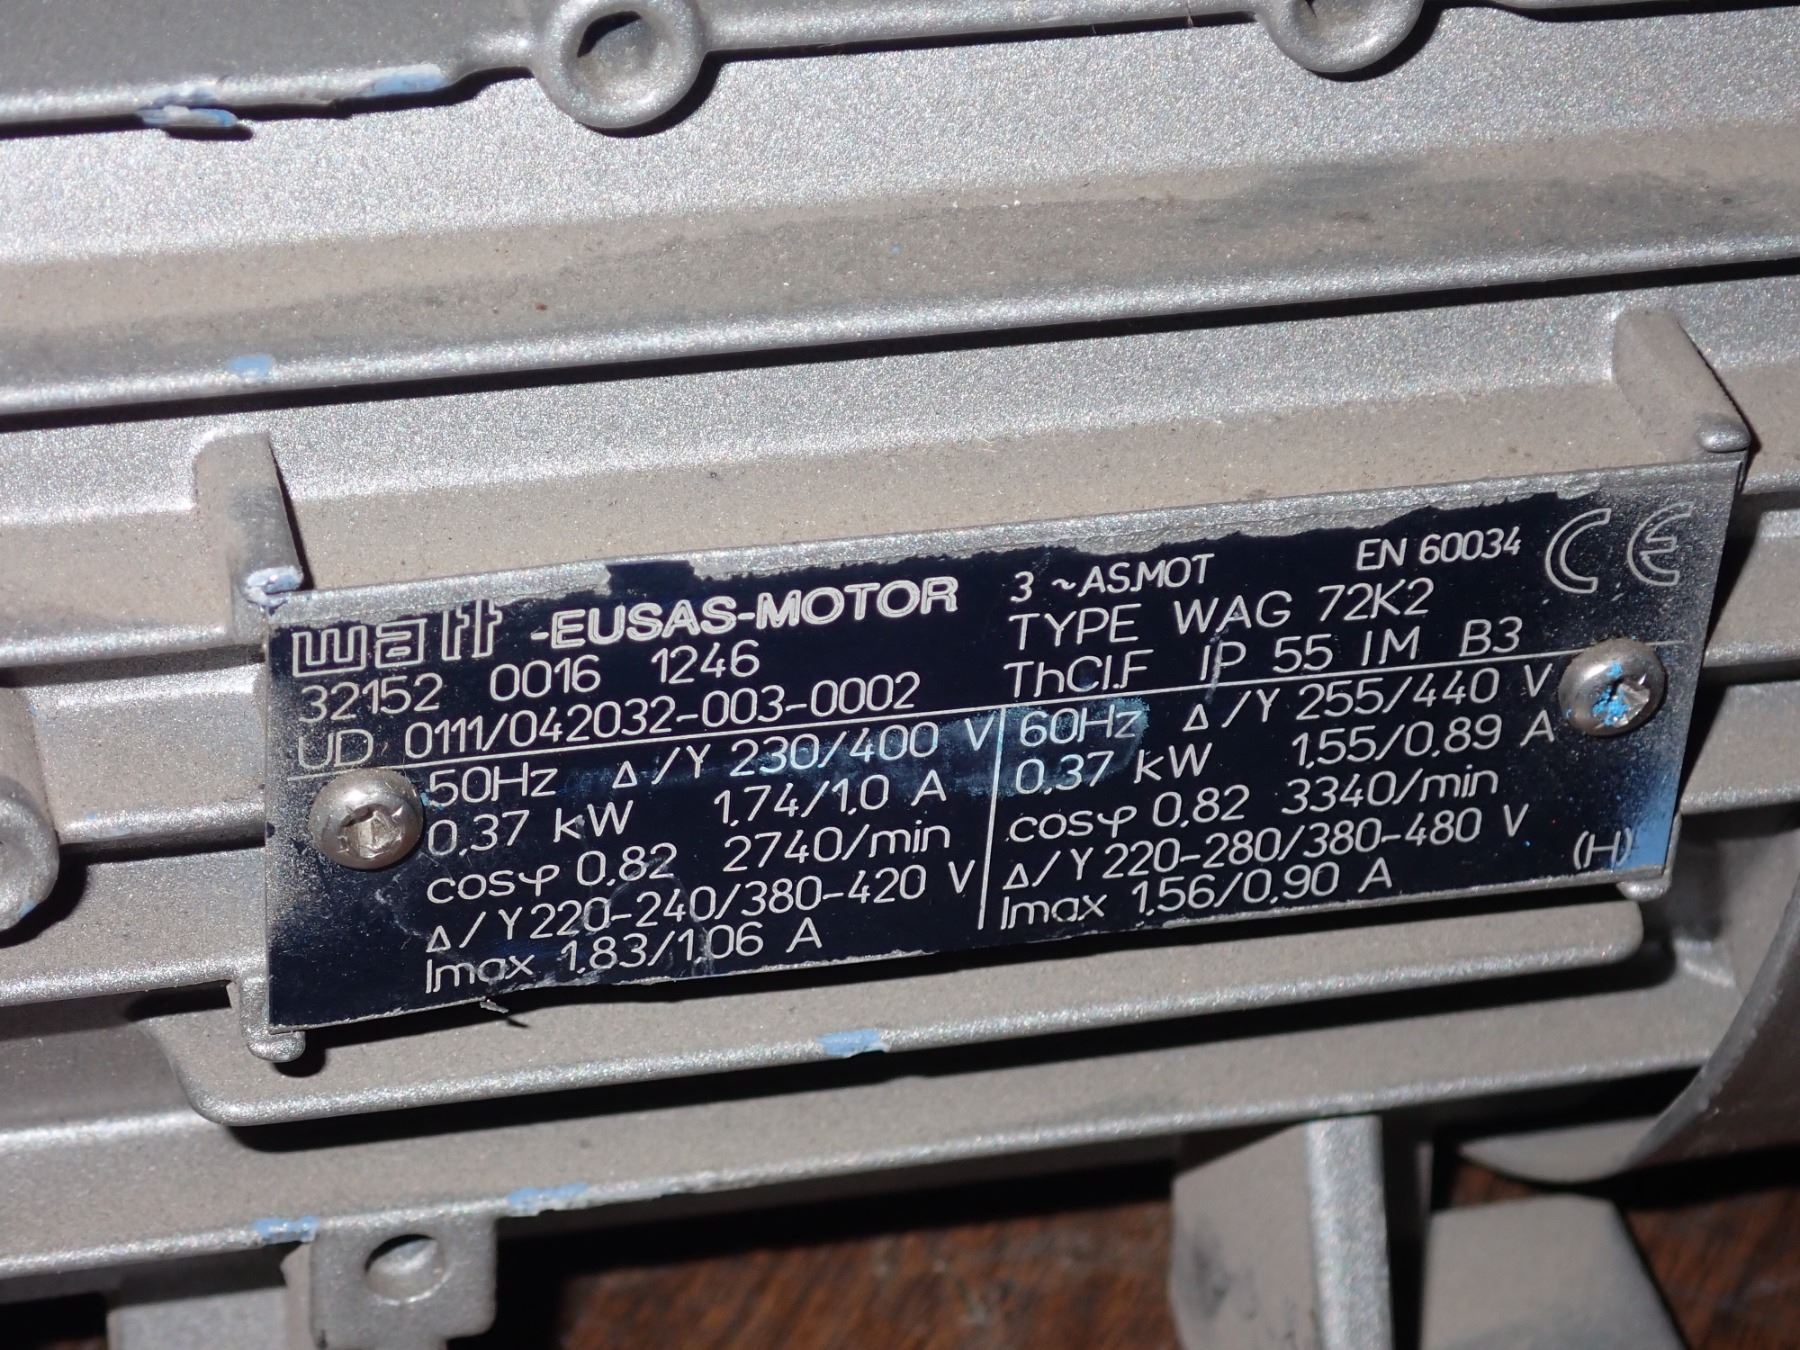 watt -EUSAS-MOTOR
32152 0016 1246
UD 0111/042032-003-0002
3 ~AS.MOT EN 60034 CE
TYPE WAG 72K2
ThCl.F IP 55 IM B3
50Hz Δ/Y 230/400 V
0,37 kW 1,74/1,0 A
cosφ 0,82 2740/min
Δ/Y 220-240/380-420 V
Imax 1,83/1,06 A
60Hz Δ/Y 255/440 V
0,37 kW 1,55/0,89 A
cosφ 0,82 3340/min
Δ/Y 220-280/380-480 V
Imax 1,56/0,90 A
(H)